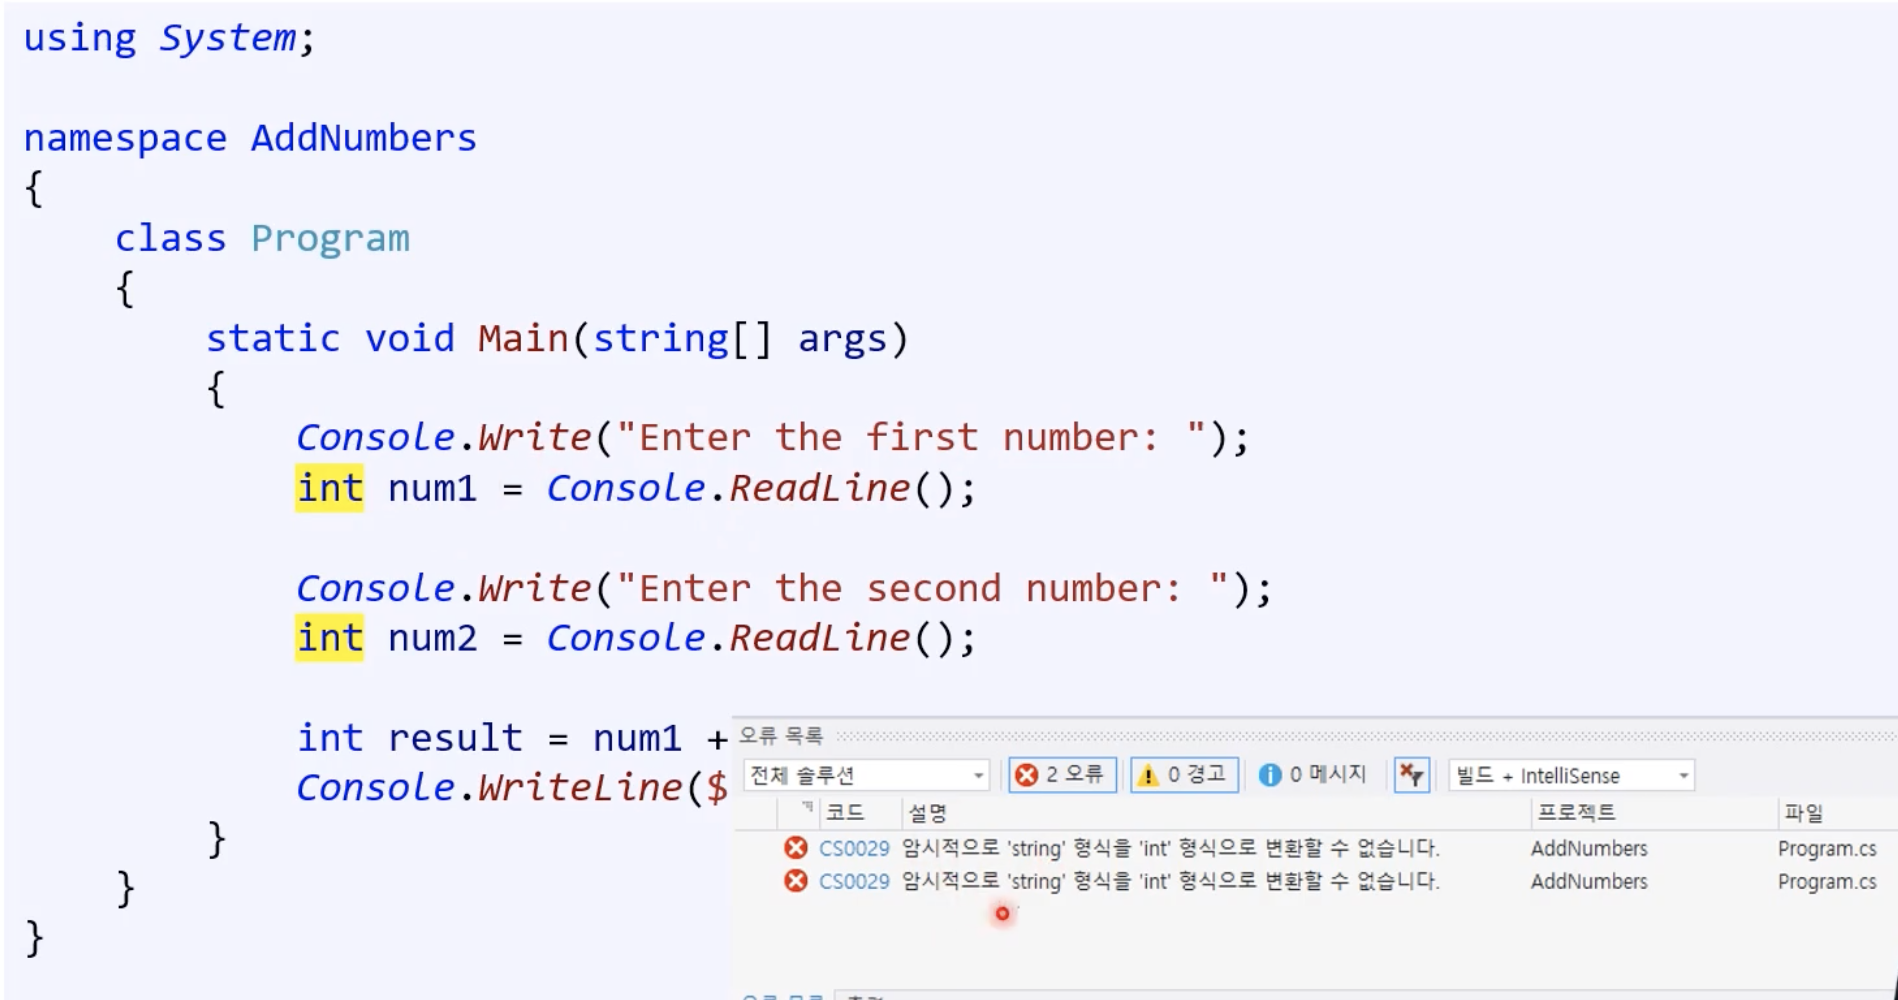 using System;
namespace AddNumbers
{
class Program
{
static void Main(string[] args)
{
Console.Write("Enter the first number: ");
int num1 = Console.ReadLine();
Console.Write("Enter the second number: ");
int num2 = Console.ReadLine();
int result = num1 +
Console.WriteLine($
}
}
}
오류 목록
전체 솔루션 2 오류 0 경고 0 메시지 빌드 + IntelliSense
코드 설명 프로젝트 파일
CS0029 암시적으로 'string' 형식을 'int' 형식으로 변환할 수 없습니다. AddNumbers Program.cs
CS0029 암시적으로 'string' 형식을 'int' 형식으로 변환할 수 없습니다. AddNumbers Program.cs